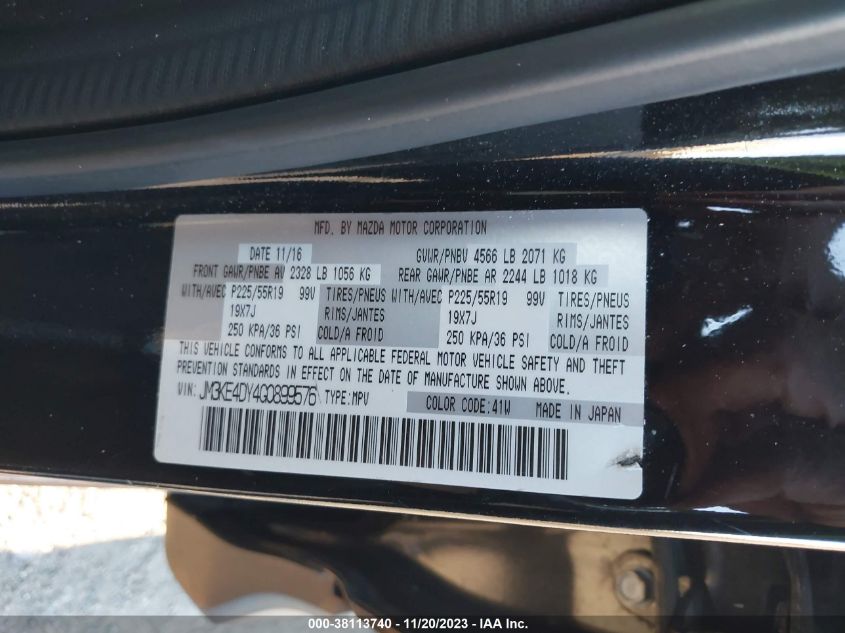 MFD. BY MAZDA MOTOR CORPORATION
DATE 11/16 GVWR/PNBV 4566 LB 2071 KG
FRONT GAWR/PNBE AV 2328 LB 1056 KG REAR GAWR/PNBE AR 2244 LB 1018 KG
WITH/AVEC P225/55R19 99V TIRES/PNEUS WITH/AVEC P225/55R19 99V TIRES/PNEUS
19X7J RIMS/JANTES 19X7J RIMS/JANTES
250 KPA/36 PSI COLD/A FROID 250 KPA/36 PSI COLD/A FROID
THIS VEHICLE CONFORMS TO ALL APPLICABLE FEDERAL MOTOR VEHICLE SAFETY AND THEFT
PREVENTION STANDARDS IN EFFECT ON THE DATE OF MANUFACTURE SHOWN ABOVE.
VIN: JM3KE4DY4G0899576 TYPE:MPV COLOR CODE:41W MADE IN JAPAN
000-38113740 - 11/20/2023 - IAA Inc.